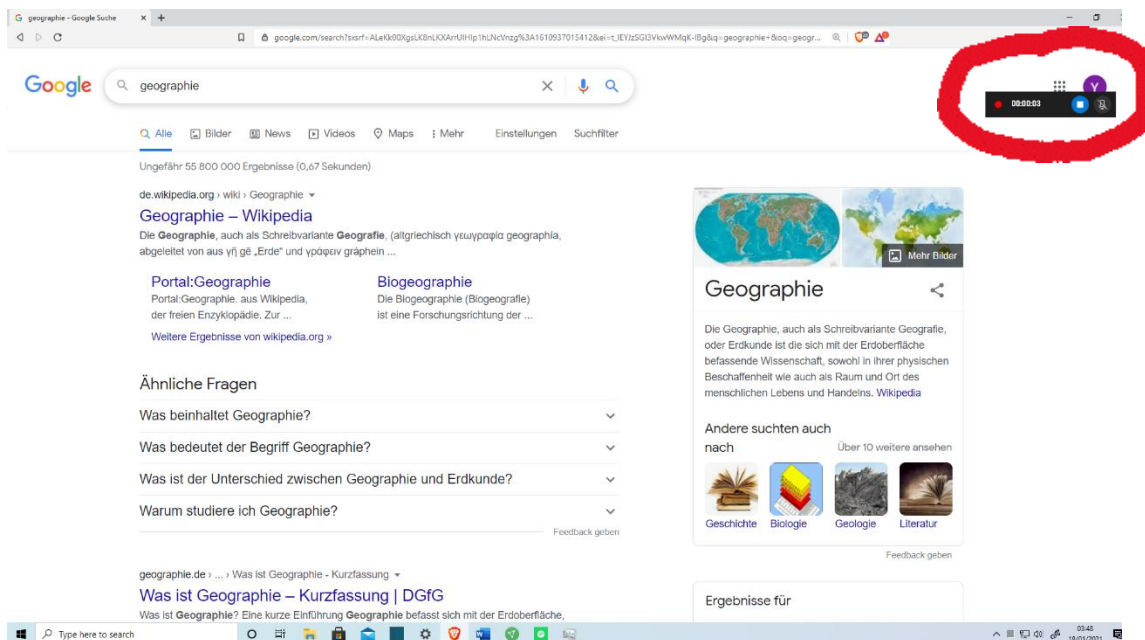 geographie - Google Suche
google.com/search?sxsrf=ALeKk00XgsLK8nLKXArrUIHIp1hLNcVnzg%3A1610937015412&ei=t_IEYJzSGI3VkwWMqK-IBg&q=geographie+&oq=geogr...
Google
geographie
Y
00:00:03
Alle Bilder News Videos Maps Mehr Einstellungen Suchfilter
Ungefähr 55 800 000 Ergebnisse (0,67 Sekunden)
de.wikipedia.org › wiki › Geographie
Geographie – Wikipedia
Die Geographie, auch als Schreibvariante Geografie, (altgriechisch γεωγραφία geographía,
abgeleitet von aus γῆ gē „Erde“ und γράφειν gráphein ...
Portal:Geographie
Portal:Geographie. aus Wikipedia,
der freien Enzyklopädie. Zur ...
Biogeographie
Die Biogeographie (Biogeografie)
ist eine Forschungsrichtung der ...
Weitere Ergebnisse von wikipedia.org »
Ähnliche Fragen
Was beinhaltet Geographie?
Was bedeutet der Begriff Geographie?
Was ist der Unterschied zwischen Geographie und Erdkunde?
Warum studiere ich Geographie?
Feedback geben
geographie.de › ... › Was ist Geographie - Kurzfassung
Was ist Geographie – Kurzfassung | DGfG
Was ist Geographie? Eine kurze Einführung Geographie befasst sich mit der Erdoberfläche,
Mehr Bilder
Geographie
Die Geographie, auch als Schreibvariante Geografie,
oder Erdkunde ist die sich mit der Erdoberfläche
befassende Wissenschaft, sowohl in ihrer physischen
Beschaffenheit wie auch als Raum und Ort des
menschlichen Lebens und Handelns. Wikipedia
Andere suchten auch
nach
Über 10 weitere ansehen
Geschichte Biologie Geologie Literatur
Feedback geben
Ergebnisse für
Type here to search
03:48
18/01/2021